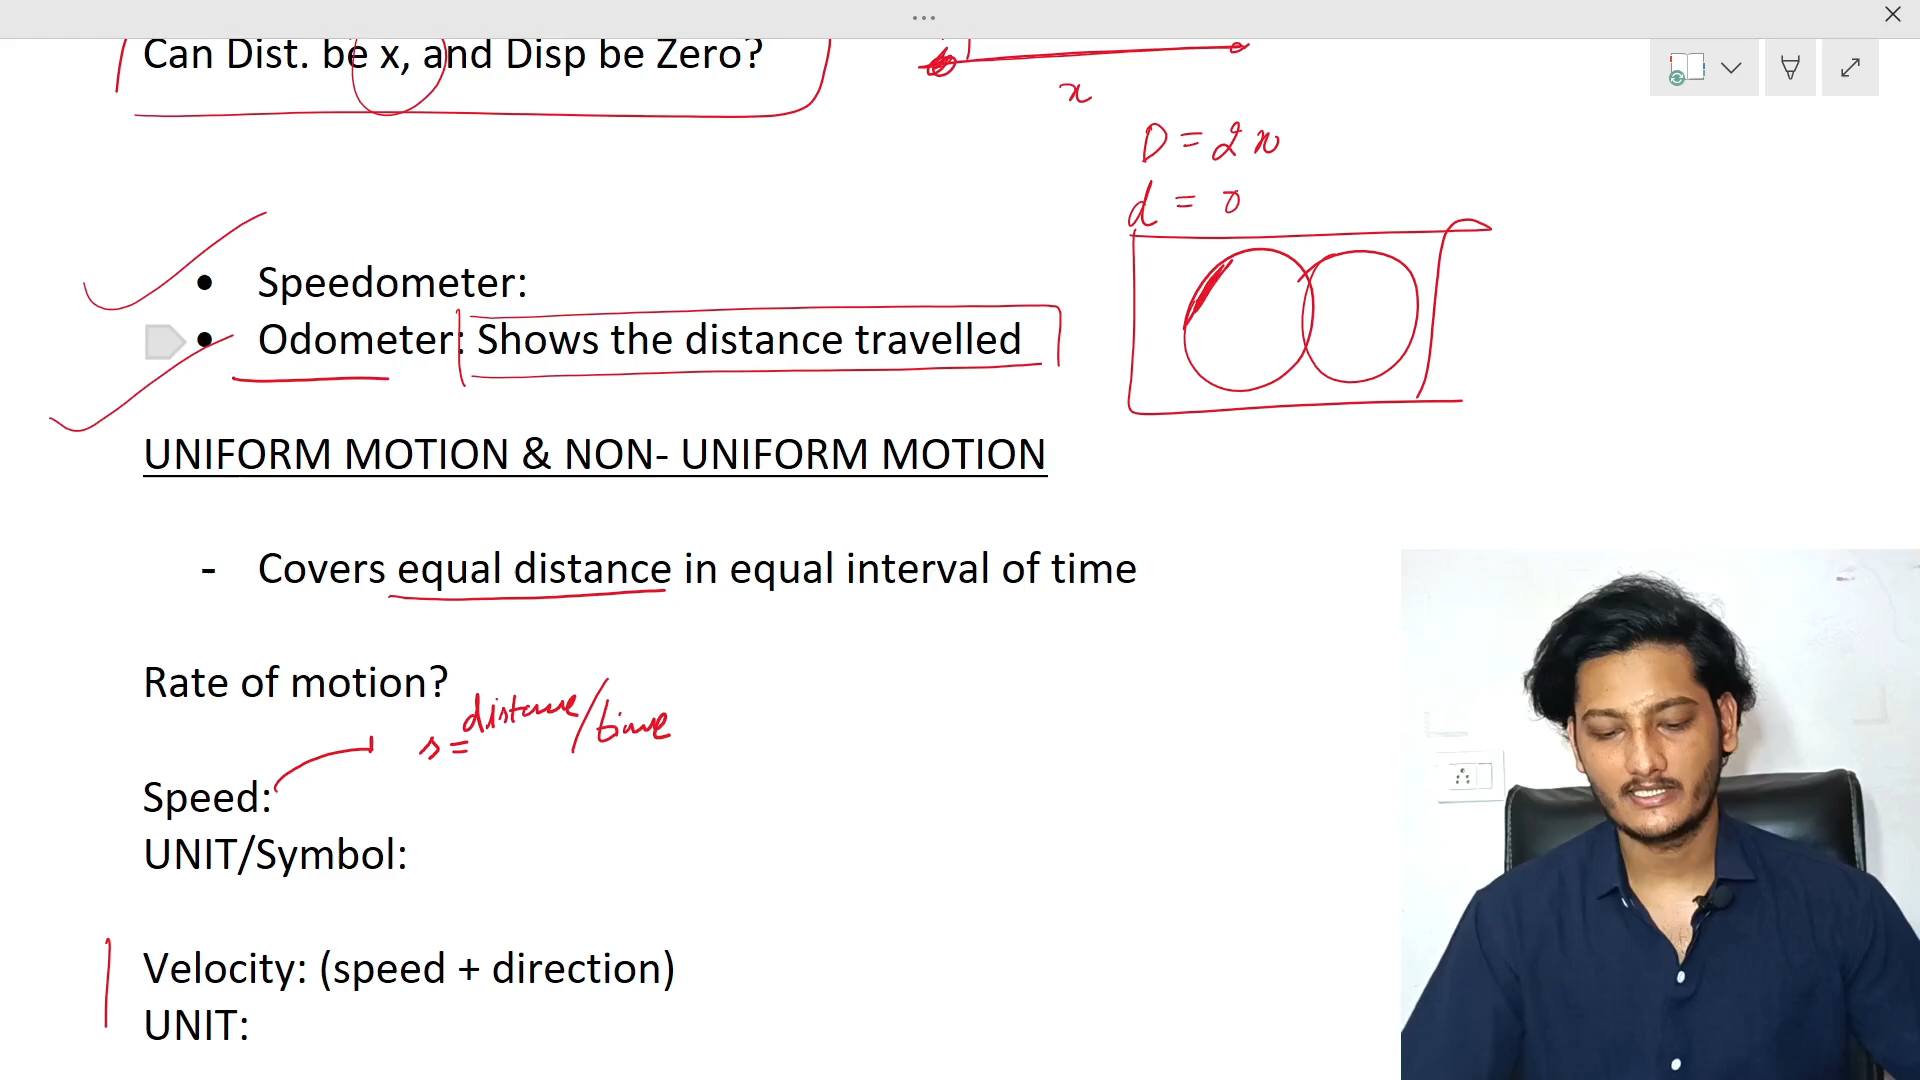 Can Dist. be x, and Disp be Zero?
x
D = 2x
d = 0
• Speedometer:
• Odometer: Shows the distance travelled
UNIFORM MOTION & NON- UNIFORM MOTION
- Covers equal distance in equal interval of time
Rate of motion?
s = distance/time
Speed:
UNIT/Symbol:
Velocity: (speed + direction)
UNIT: